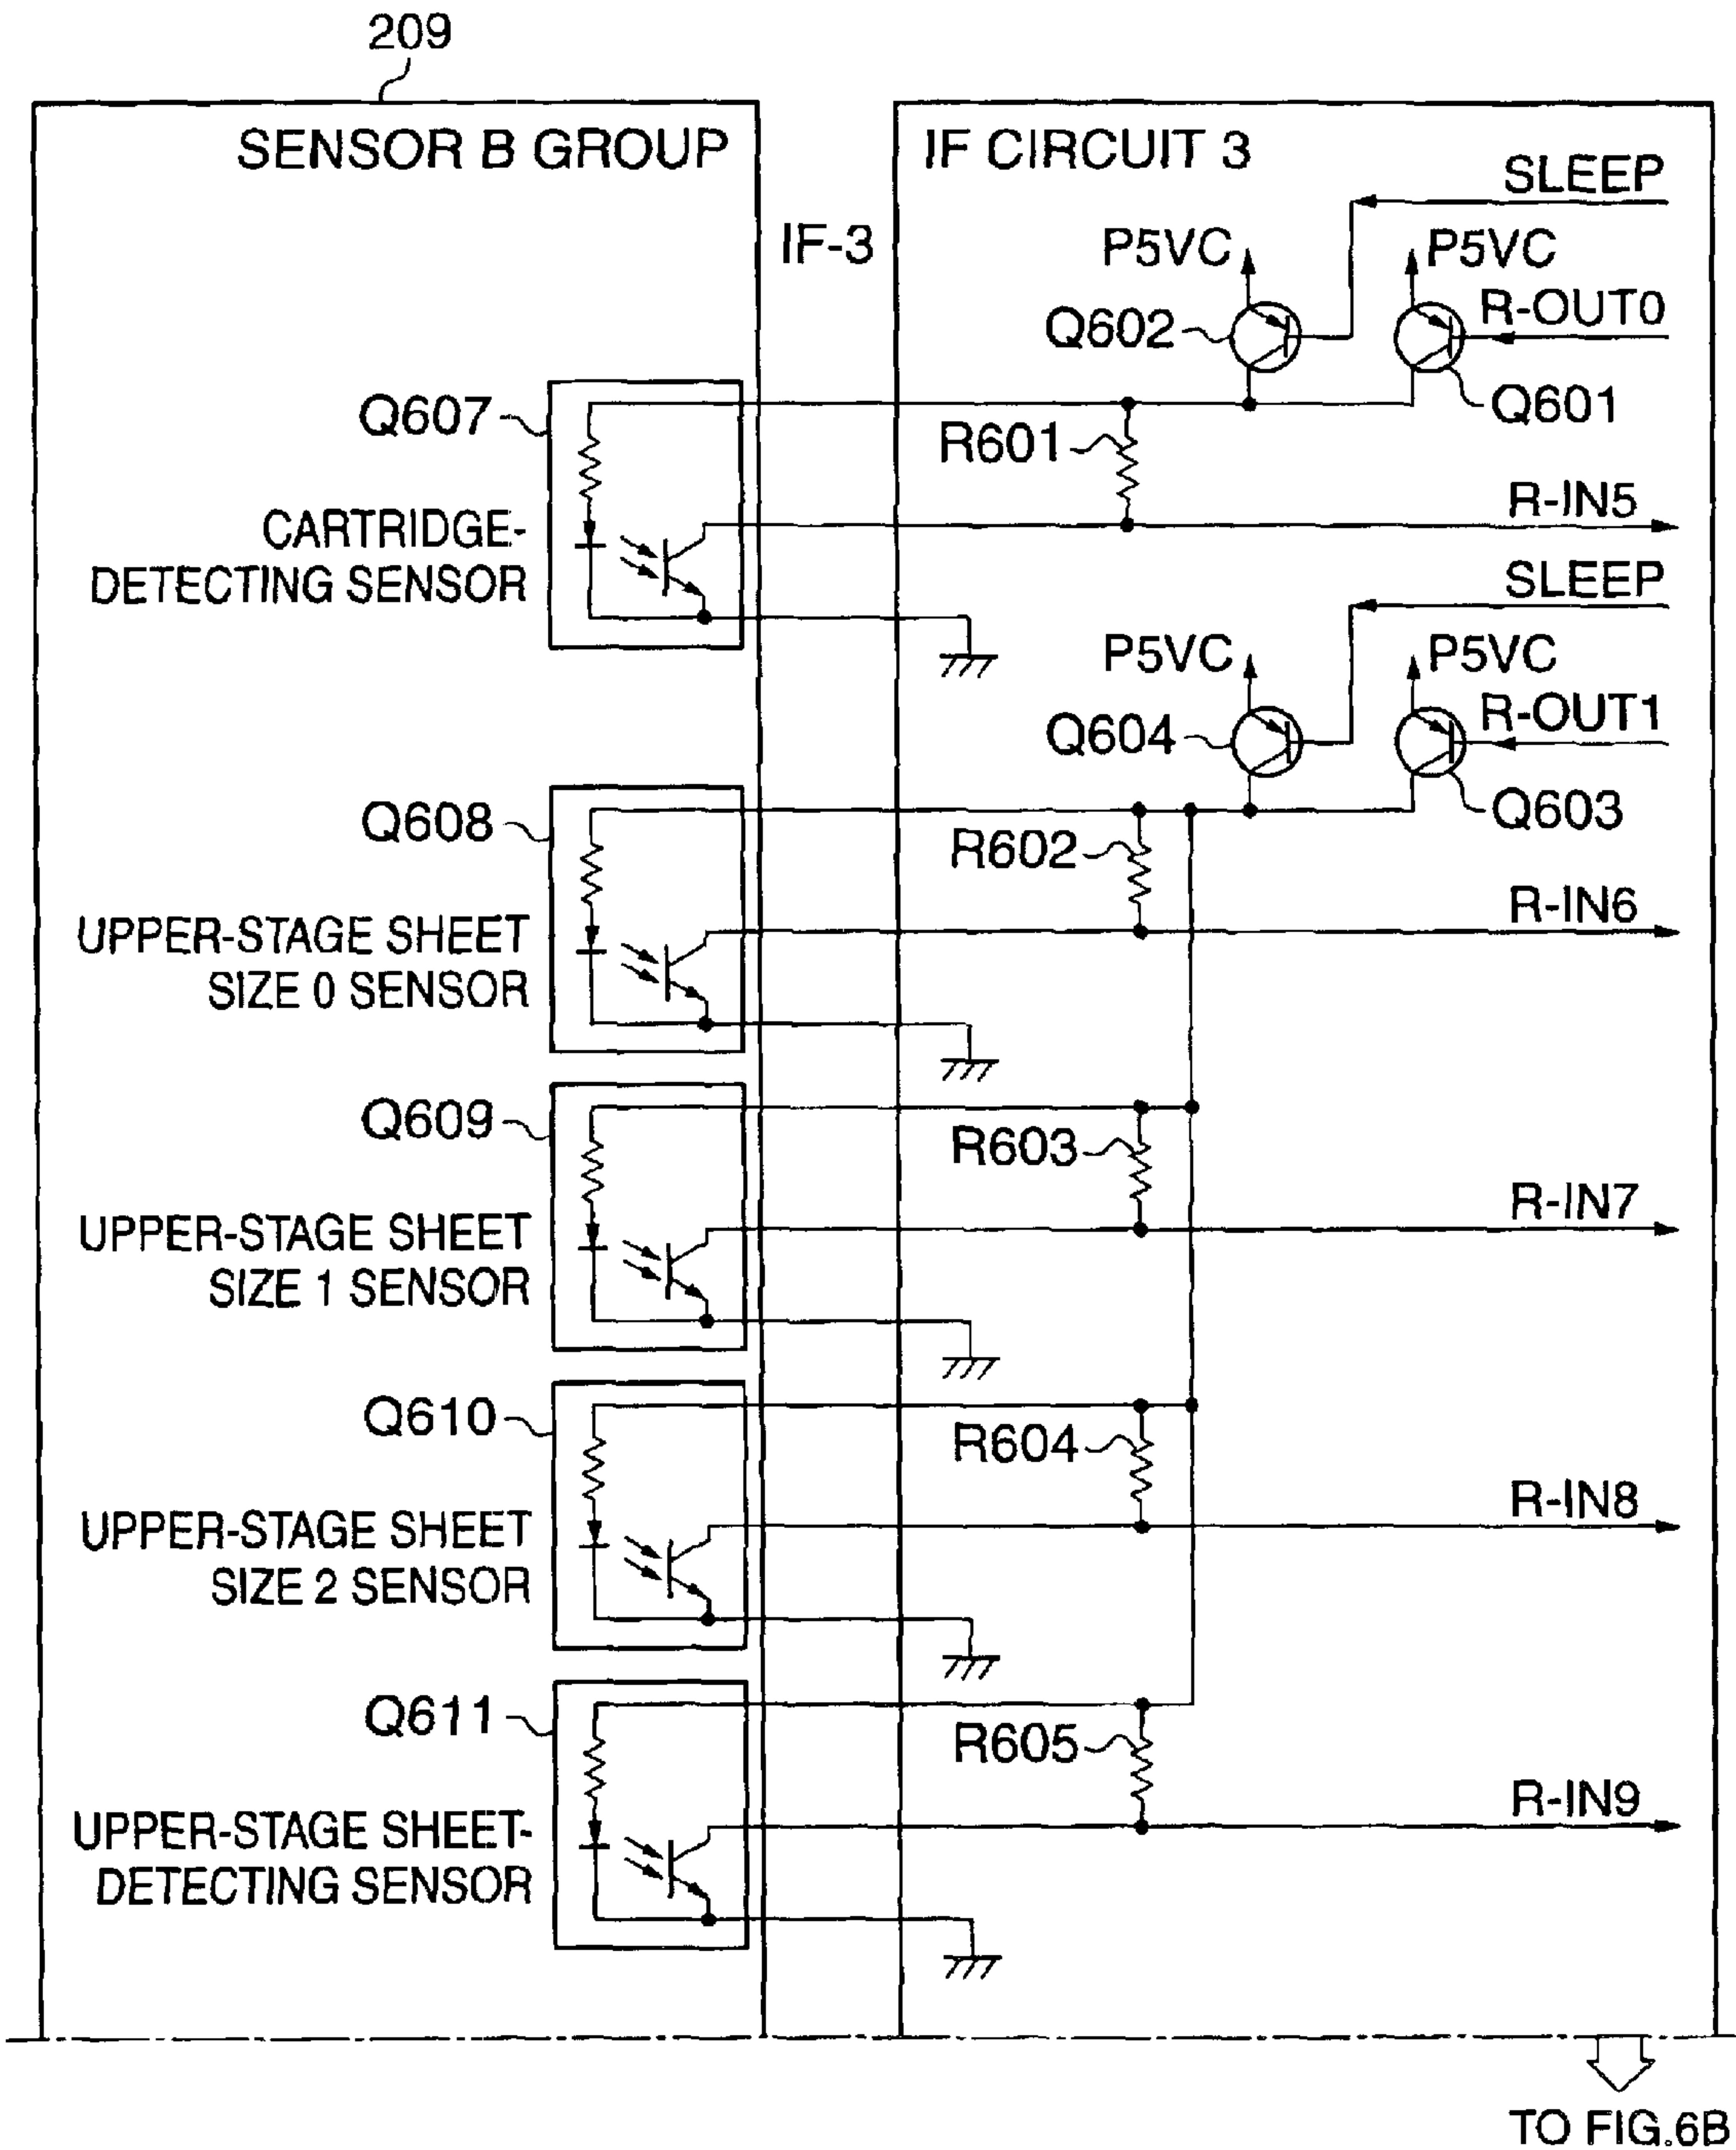 209
SENSOR B GROUP
IF-3
IF CIRCUIT 3
SLEEP
P5VC
P5VC
Q602
R-OUT0
Q607
R601
Q601
CARTRIDGE-
DETECTING SENSOR
R-IN5
SLEEP
P5VC
P5VC
Q604
R-OUT1
Q608
R602
Q603
UPPER-STAGE SHEET
SIZE 0 SENSOR
R-IN6
Q609
R603
UPPER-STAGE SHEET
SIZE 1 SENSOR
R-IN7
Q610
R604
UPPER-STAGE SHEET
SIZE 2 SENSOR
R-IN8
Q611
R605
UPPER-STAGE SHEET-
DETECTING SENSOR
R-IN9
TO FIG.6B